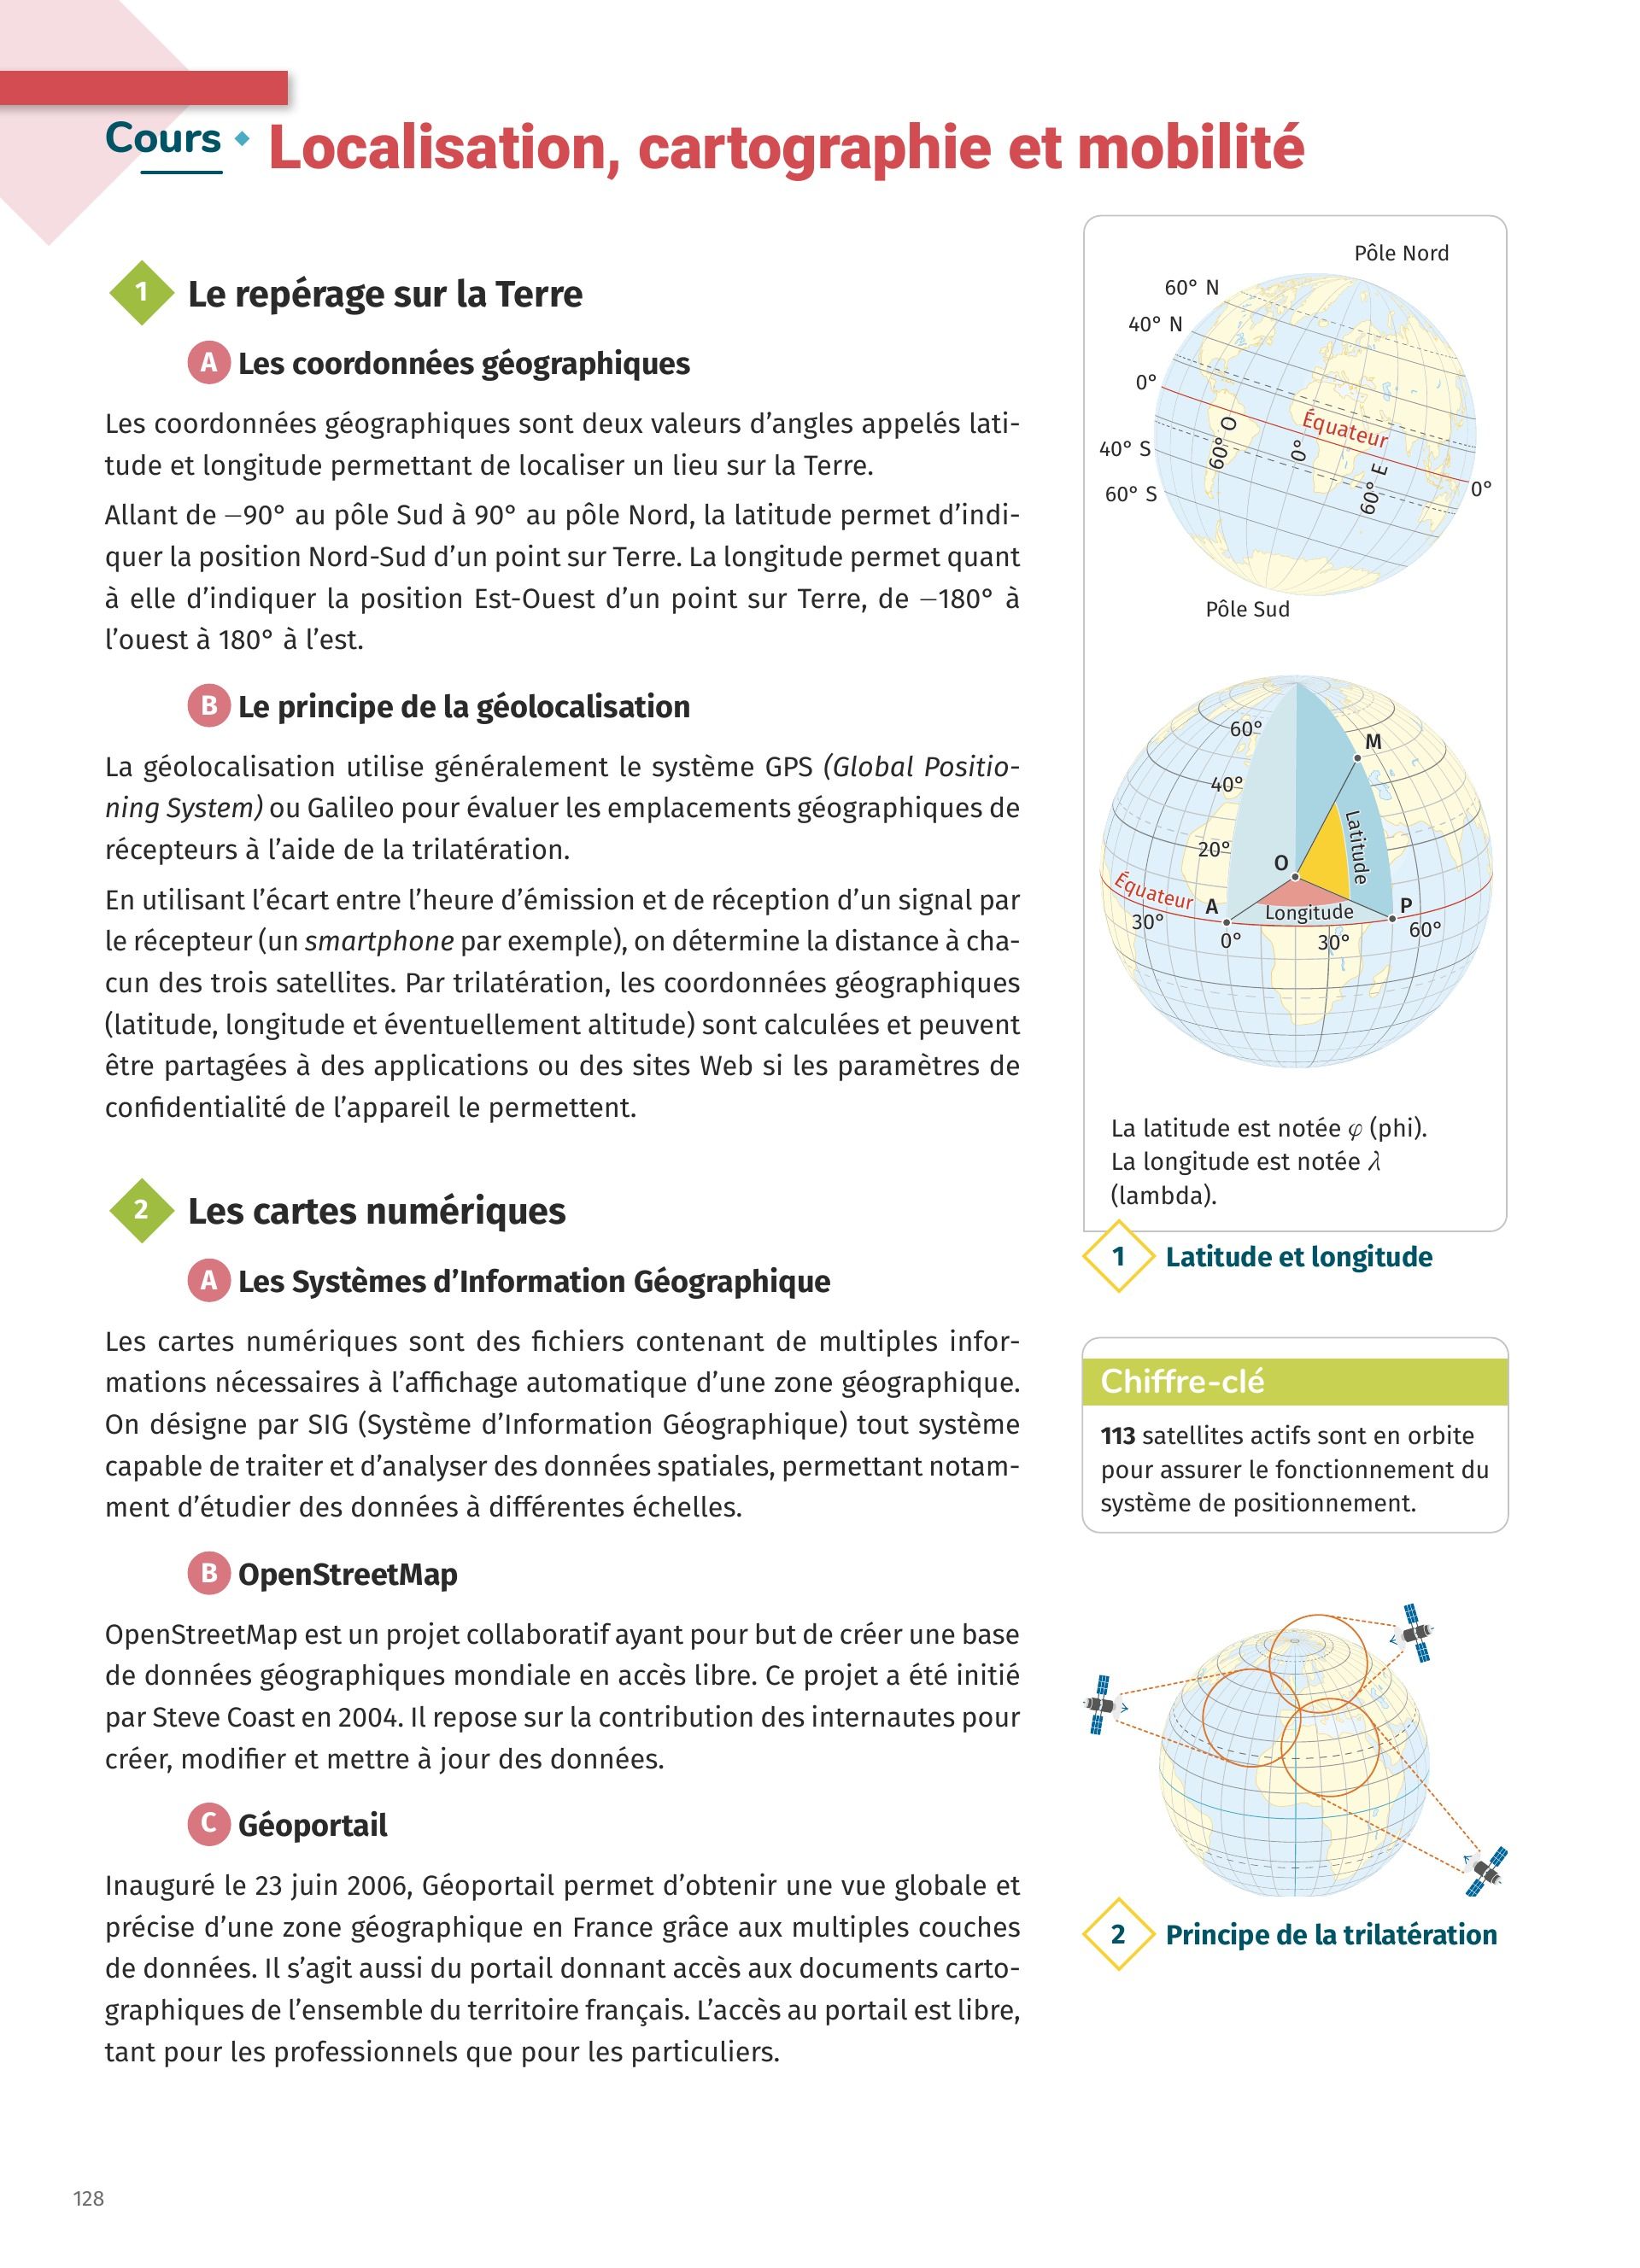 Cours
Localisation, cartographie et mobilité
1 Le repérage sur la Terre
A Les coordonnées géographiques
Les coordonnées géographiques sont deux valeurs d’angles appelés lati-
tude et longitude permettant de localiser un lieu sur la Terre.
Allant de −90° au pôle Sud à 90° au pôle Nord, la latitude permet d’indi-
quer la position Nord-Sud d’un point sur Terre. La longitude permet quant
à elle d’indiquer la position Est-Ouest d’un point sur Terre, de −180° à
l’ouest à 180° à l’est.
B Le principe de la géolocalisation
La géolocalisation utilise généralement le système GPS (Global Positio-
ning System) ou Galileo pour évaluer les emplacements géographiques de
récepteurs à l’aide de la trilatération.
En utilisant l’écart entre l’heure d’émission et de réception d’un signal par
le récepteur (un smartphone par exemple), on détermine la distance à cha-
cun des trois satellites. Par trilatération, les coordonnées géographiques
(latitude, longitude et éventuellement altitude) sont calculées et peuvent
être partagées à des applications ou des sites Web si les paramètres de
confidentialité de l’appareil le permettent.
2 Les cartes numériques
A Les Systèmes d’Information Géographique
Les cartes numériques sont des fichiers contenant de multiples infor-
mations nécessaires à l’affichage automatique d’une zone géographique.
On désigne par SIG (Système d’Information Géographique) tout système
capable de traiter et d’analyser des données spatiales, permettant notam-
ment d’étudier des données à différentes échelles.
B OpenStreetMap
OpenStreetMap est un projet collaboratif ayant pour but de créer une base
de données géographiques mondiale en accès libre. Ce projet a été initié
par Steve Coast en 2004. Il repose sur la contribution des internautes pour
créer, modifier et mettre à jour des données.
C Géoportail
Inauguré le 23 juin 2006, Géoportail permet d’obtenir une vue globale et
précise d’une zone géographique en France grâce aux multiples couches
de données. Il s’agit aussi du portail donnant accès aux documents carto-
graphiques de l’ensemble du territoire français. L’accès au portail est libre,
tant pour les professionnels que pour les particuliers.
Pôle Nord
60° N
40° N
0°
Équateur
60° O
0°
40° S
60° E
0°
60° S
Pôle Sud
60°
M
40°
Latitude
20°
O
Équateur
A
Longitude
P
30°
0°
30°
60°
La latitude est notée φ (phi).
La longitude est notée λ
(lambda).
1 Latitude et longitude
Chiffre-clé
113 satellites actifs sont en orbite
pour assurer le fonctionnement du
système de positionnement.
2 Principe de la trilatération
128